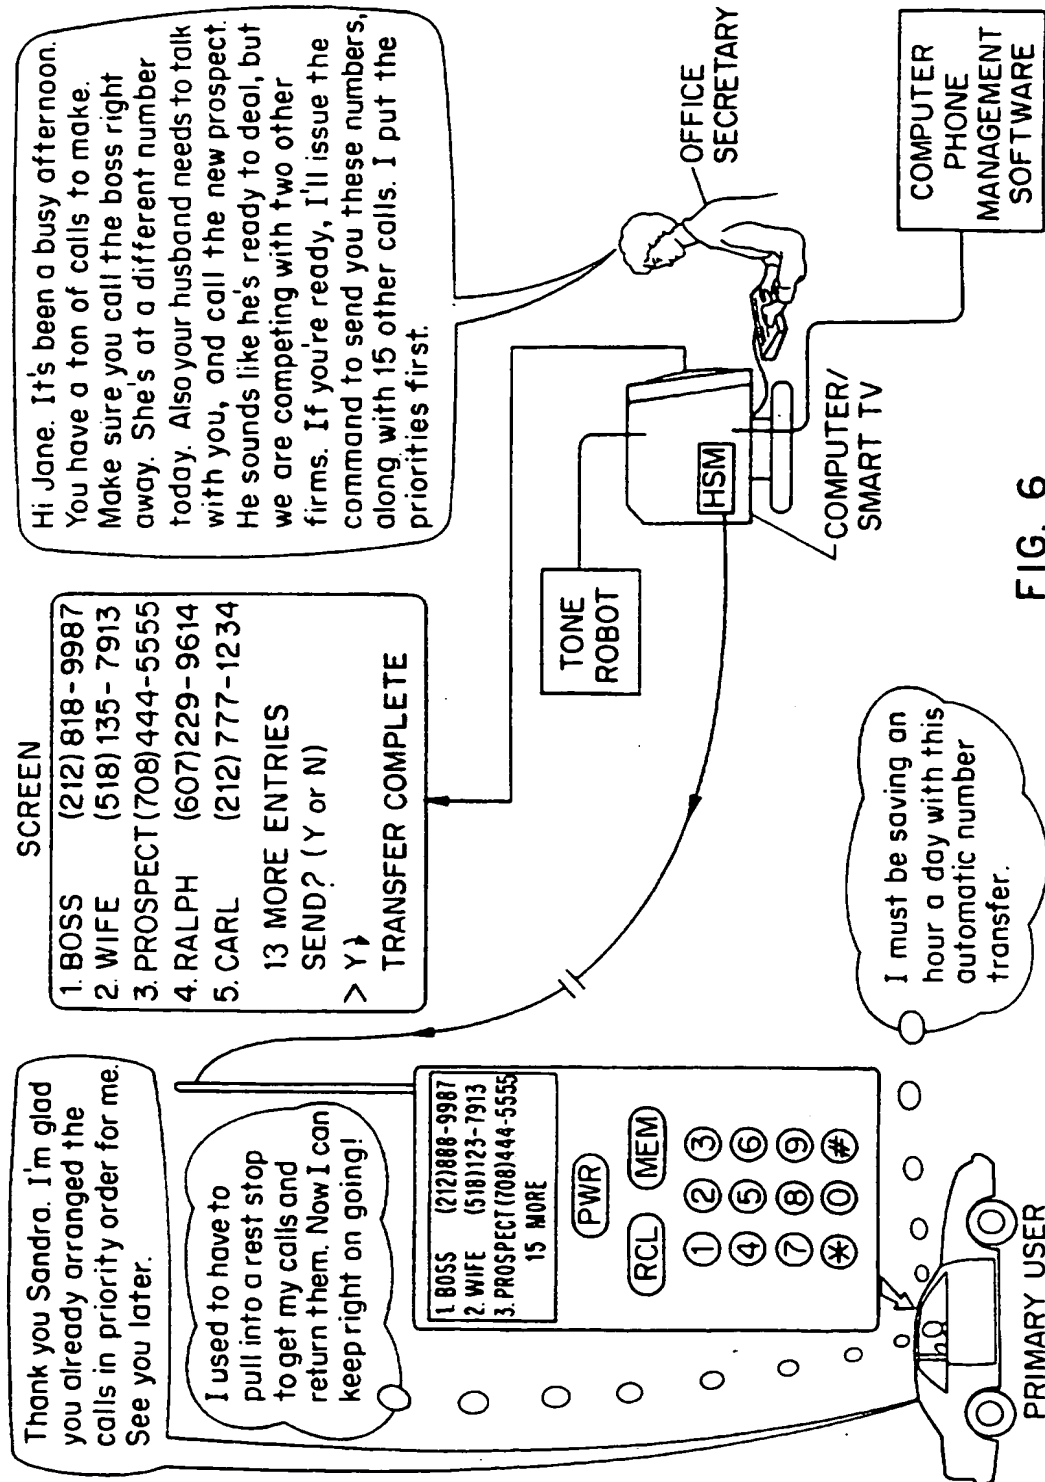 Thank you Sandra. I'm glad
you already arranged the
calls in priority order for me.
See you later.
I used to have to
pull into a rest stop
to get my calls and
return them. Now I can
keep right on going!
1. BOSS (212)888-9987
2. WIFE (518)123-7913
3. PROSPECT (708)444-5555
15 MORE
PWR
RCL MEM
1 2 3
4 5 6
7 8 9
* 0 #
PRIMARY USER
SCREEN
1. BOSS (212) 818-9987
2. WIFE (518) 135-7913
3. PROSPECT (708) 444-5555
4. RALPH (607) 229-9614
5. CARL (212) 777-1234
13 MORE ENTRIES
SEND? (Y or N)
> Y
TRANSFER COMPLETE
I must be saving an
hour a day with this
automatic number
transfer.
Hi Jane. It's been a busy afternoon.
You have a ton of calls to make.
Make sure you call the boss right
away. She's at a different number
today. Also your husband needs to talk
with you, and call the new prospect.
He sounds like he's ready to deal, but
we are competing with two other
firms. If you're ready, I'll issue the
command to send you these numbers,
along with 15 other calls. I put the
priorities first.
TONE
ROBOT
HSM
COMPUTER/
SMART TV
OFFICE
SECRETARY
COMPUTER
PHONE
MANAGEMENT
SOFTWARE
FIG. 6